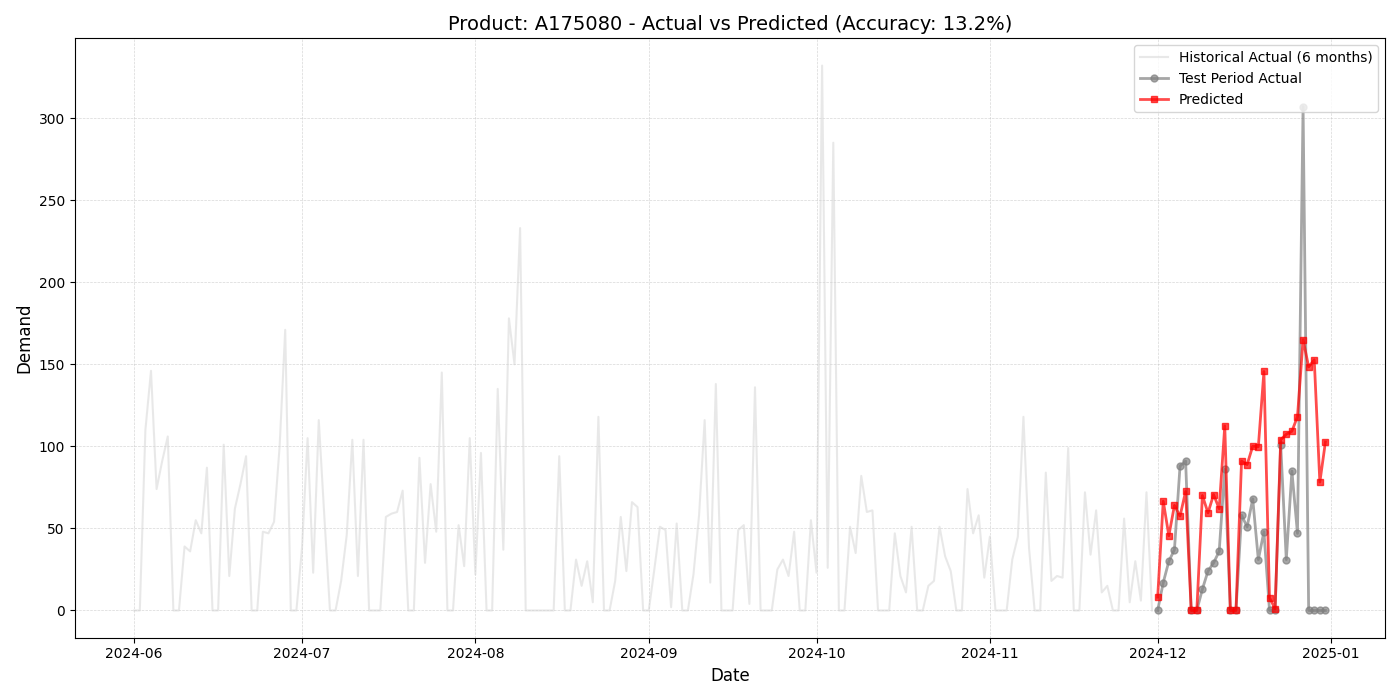 Product: A175080 - Actual vs Predicted (Accuracy: 13.2%)
Historical Actual (6 months)
Test Period Actual
Predicted
Demand
300
250
200
150
100
50
0
2024-06 2024-07 2024-08 2024-09 2024-10 2024-11 2024-12 2025-01
Date